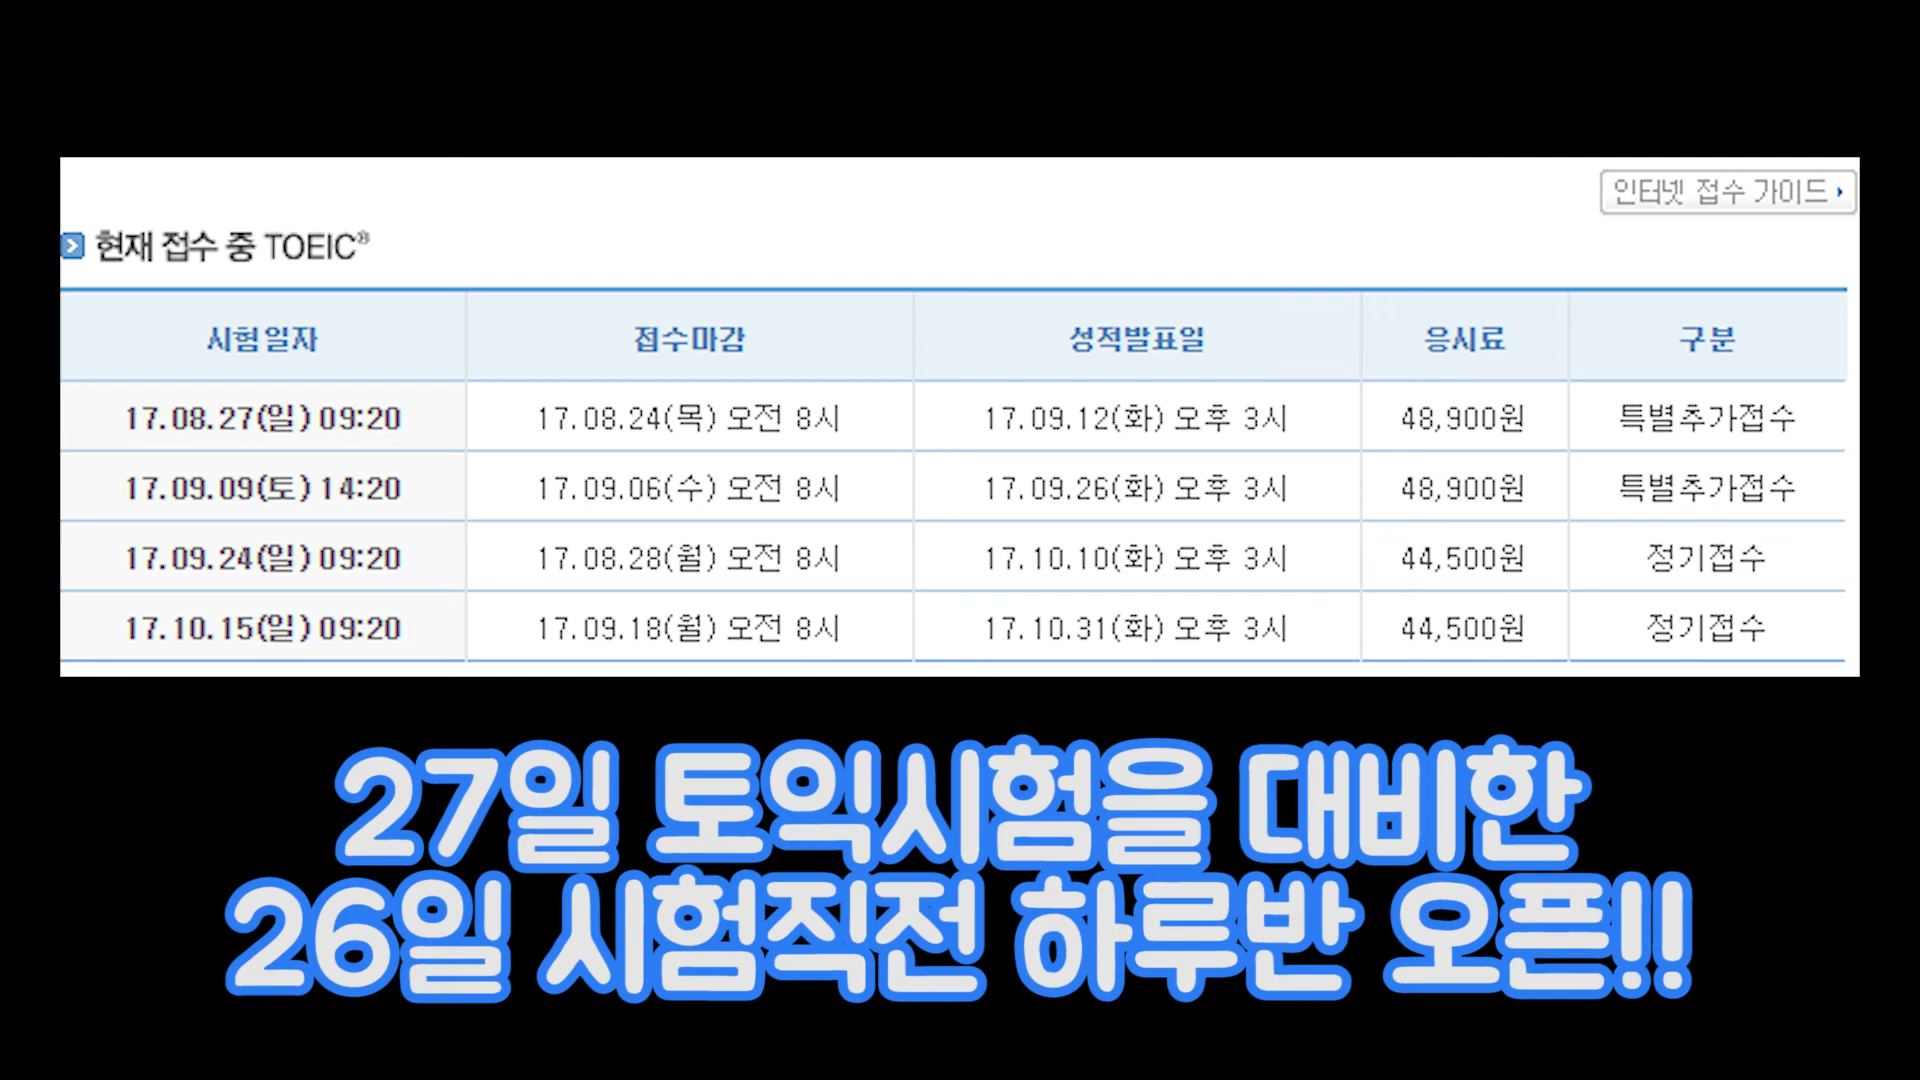 인터넷 접수 가이드
현재 접수 중 TOEIC®
시험일자 접수마감 성적발표일 응시료 구분
17.08.27(일) 09:20 17.08.24(목) 오전 8시 17.09.12(화) 오후 3시 48,900원 특별추가접수
17.09.09(토) 14:20 17.09.06(수) 오전 8시 17.09.26(화) 오후 3시 48,900원 특별추가접수
17.09.24(일) 09:20 17.08.28(월) 오전 8시 17.10.10(화) 오후 3시 44,500원 정기접수
17.10.15(일) 09:20 17.09.18(월) 오전 8시 17.10.31(화) 오후 3시 44,500원 정기접수
27일 토익시험을 대비한
26일 시험직전 하루반 오픈!!